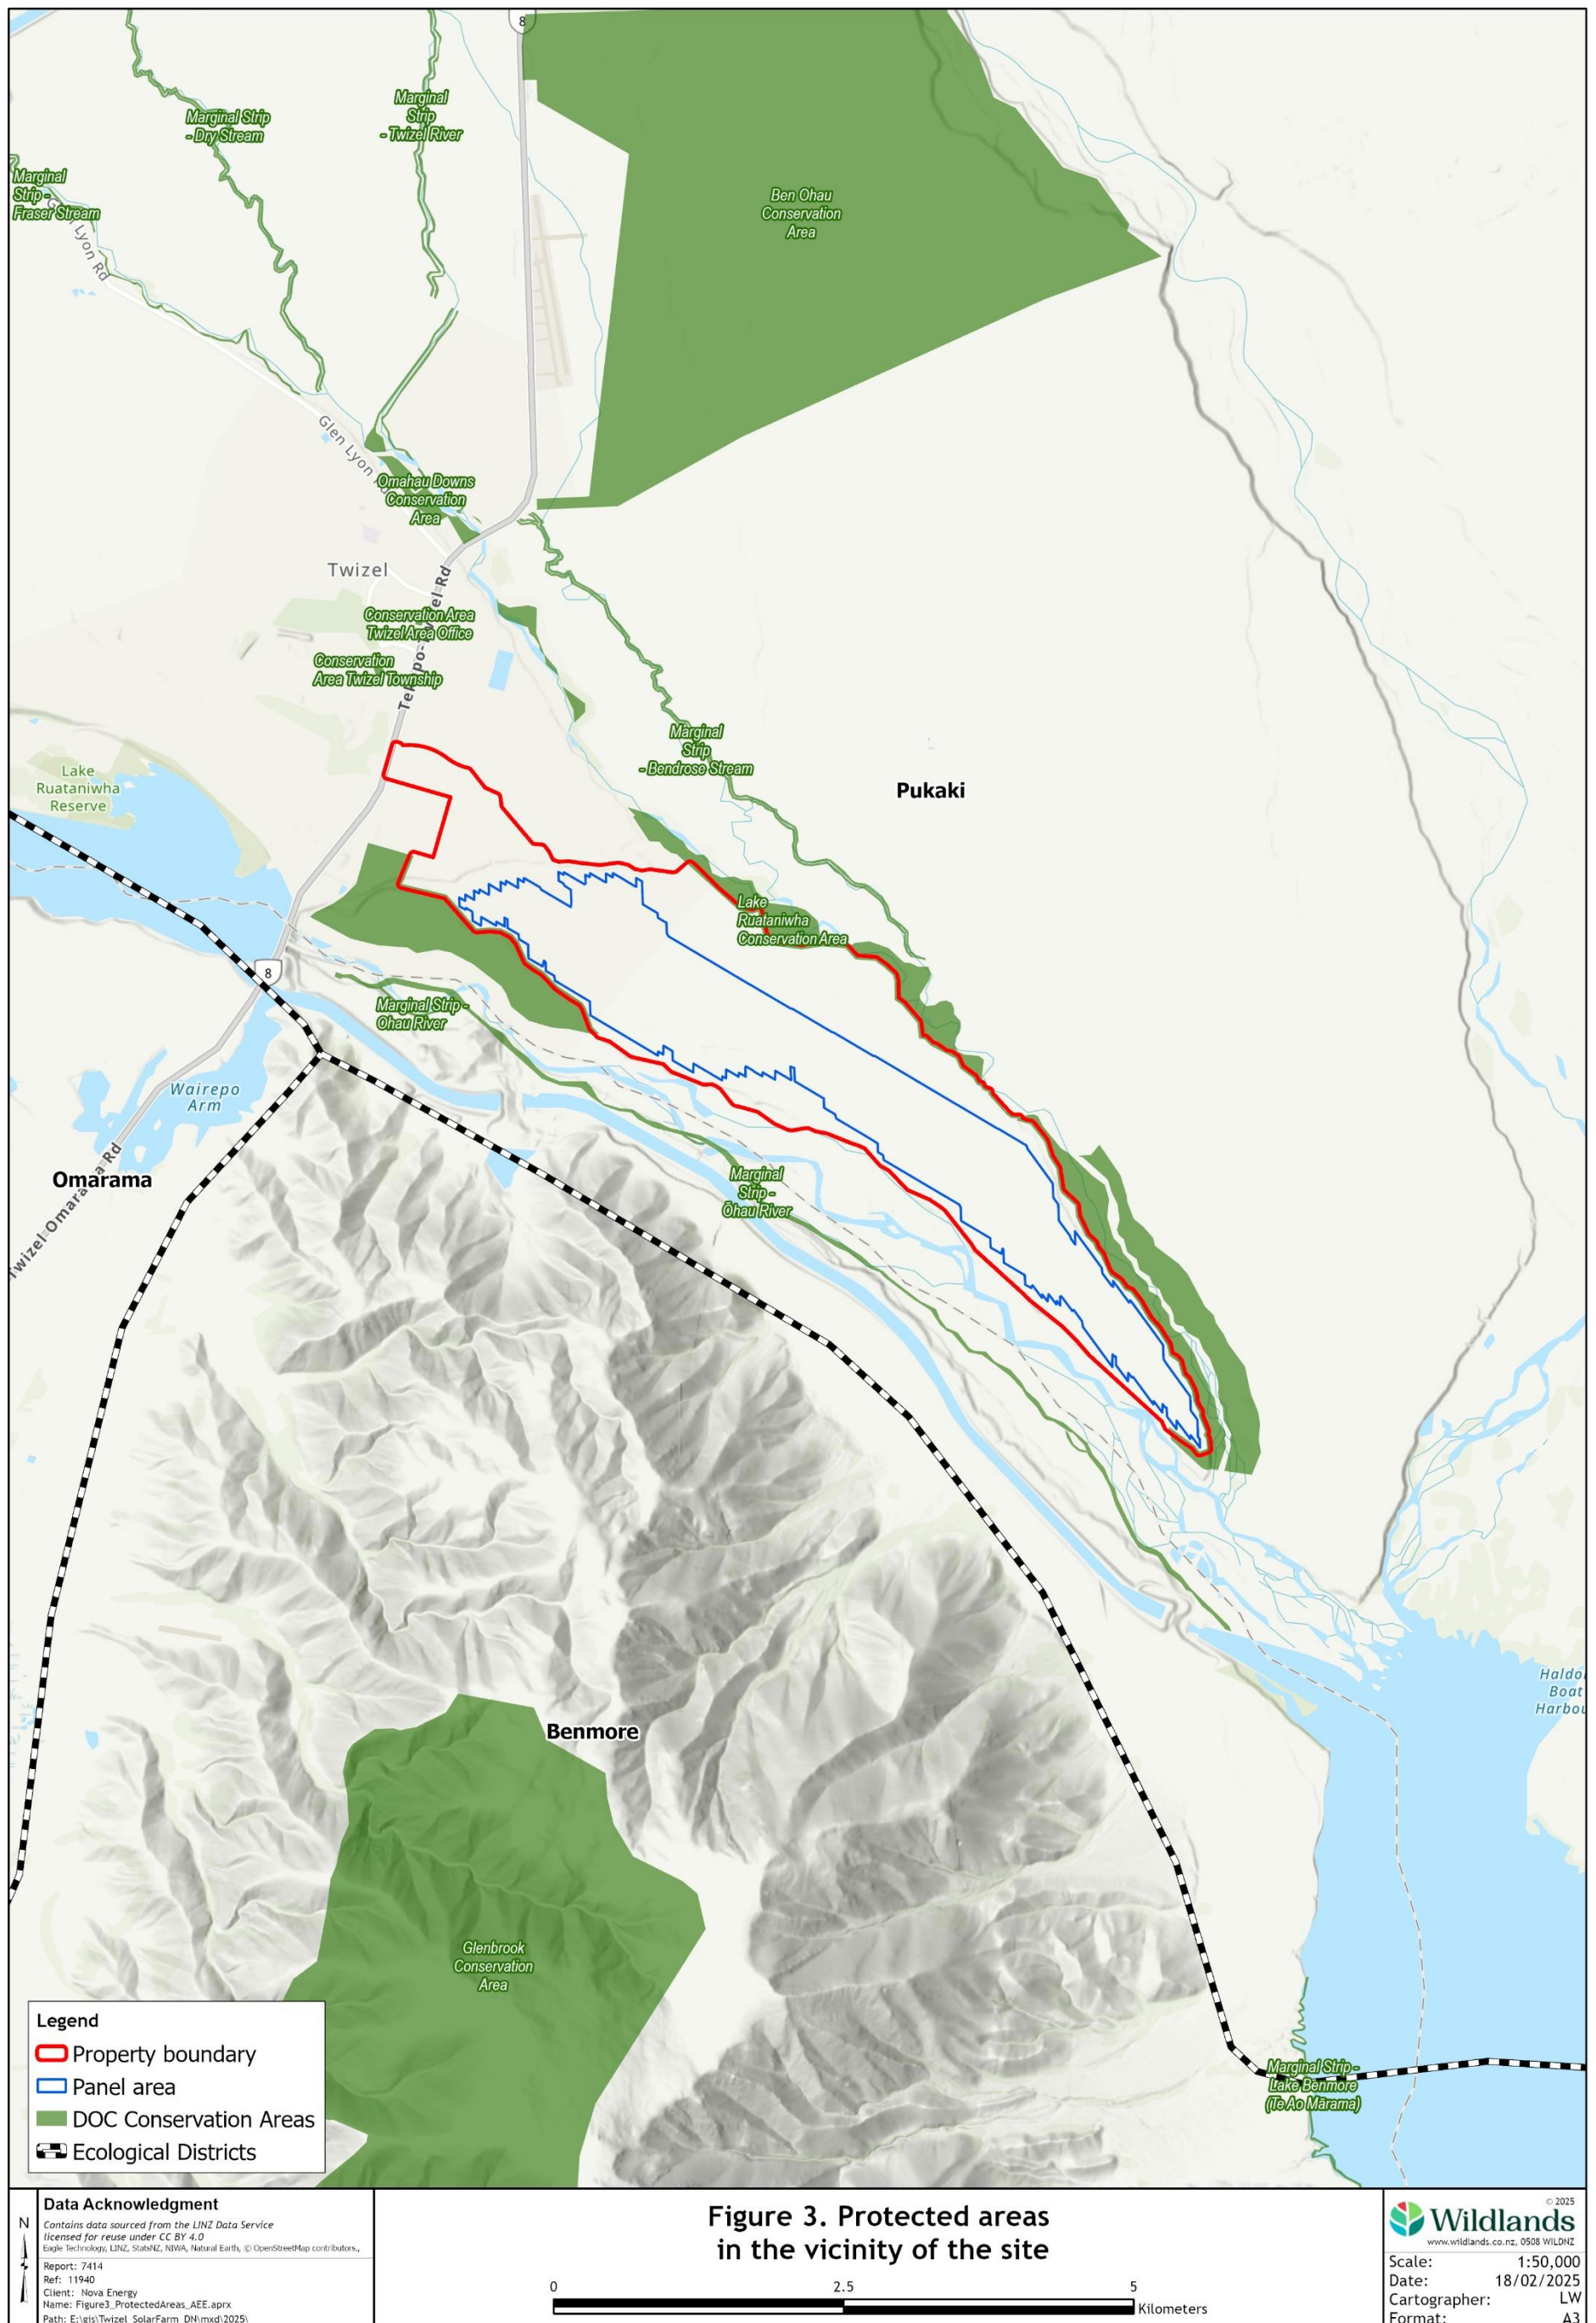 8
Marginal Strip
- Dry Stream
Marginal
Strip
- Twizel River
Marginal
Strip -
Fraser Stream
Lyon Rd
Ben Ohau
Conservation
Area
Glen Lyon
Omahau Downs
Conservation
Area
Twizel
Conservation Area
Twizel Area Office
Conservation
Area Twizel Township
Marginal
Strip
- Bendrose Stream
Lake
Ruataniwha
Reserve
Pukaki
Lake
Ruataniwha
Conservation Area
8
Marginal Strip -
Ohau River
Wairepo
Arm
Omarama
Twizel Omarama Rd
Marginal
Strip -
Ohau River
Haldo
Boat
Harbou
Benmore
Glenbrook
Conservation
Area
Marginal Strip -
Lake Benmore
(Te Ao Mārama)
Legend
Property boundary
Panel area
DOC Conservation Areas
Ecological Districts
N
Data Acknowledgment
Contains data sourced from the LINZ Data Service
licensed for reuse under CC BY 4.0
Eagle Technology, LINZ, StatsNZ, NIWA, Natural Earth, © OpenStreetMap contributors.,
Report: 7414
Ref: 11940
Client: Nova Energy
Name: Figure3_ProtectedAreas_AEE.aprx
Path: E:\gis\Twizel_SolarFarm_DN\mxd\2025\
Figure 3. Protected areas
in the vicinity of the site
0 2.5 5
Kilometers
© 2025
Wildlands
www.wildlands.co.nz, 0508 WILDNZ
Scale: 1:50,000
Date: 18/02/2025
Cartographer: LW
Format: A3